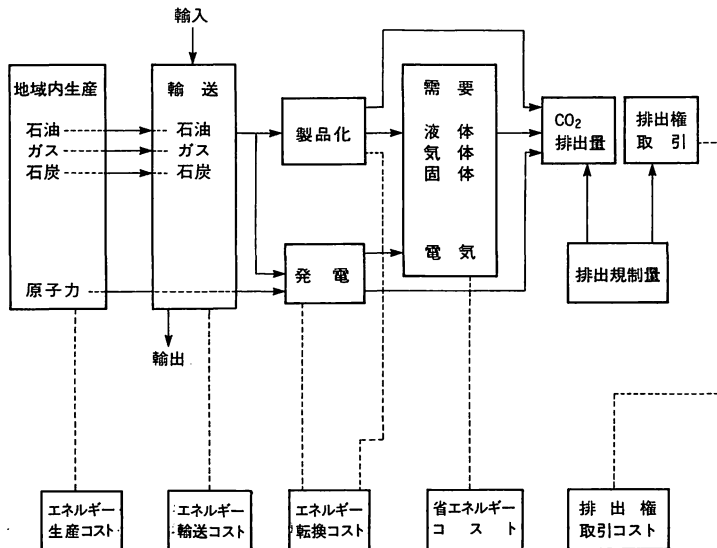 輸入
地域内生産
石油
ガス
石炭
原子力
輸送
石油
ガス
石炭
輸出
製品化
発電
需要
液体
気体
固体
電気
CO2
排出量
排出権
取引
排出規制量
エネルギー
生産コスト
エネルギー
輸送コスト
エネルギー
転換コスト
省エネルギー
コスト
排出権
取引コスト